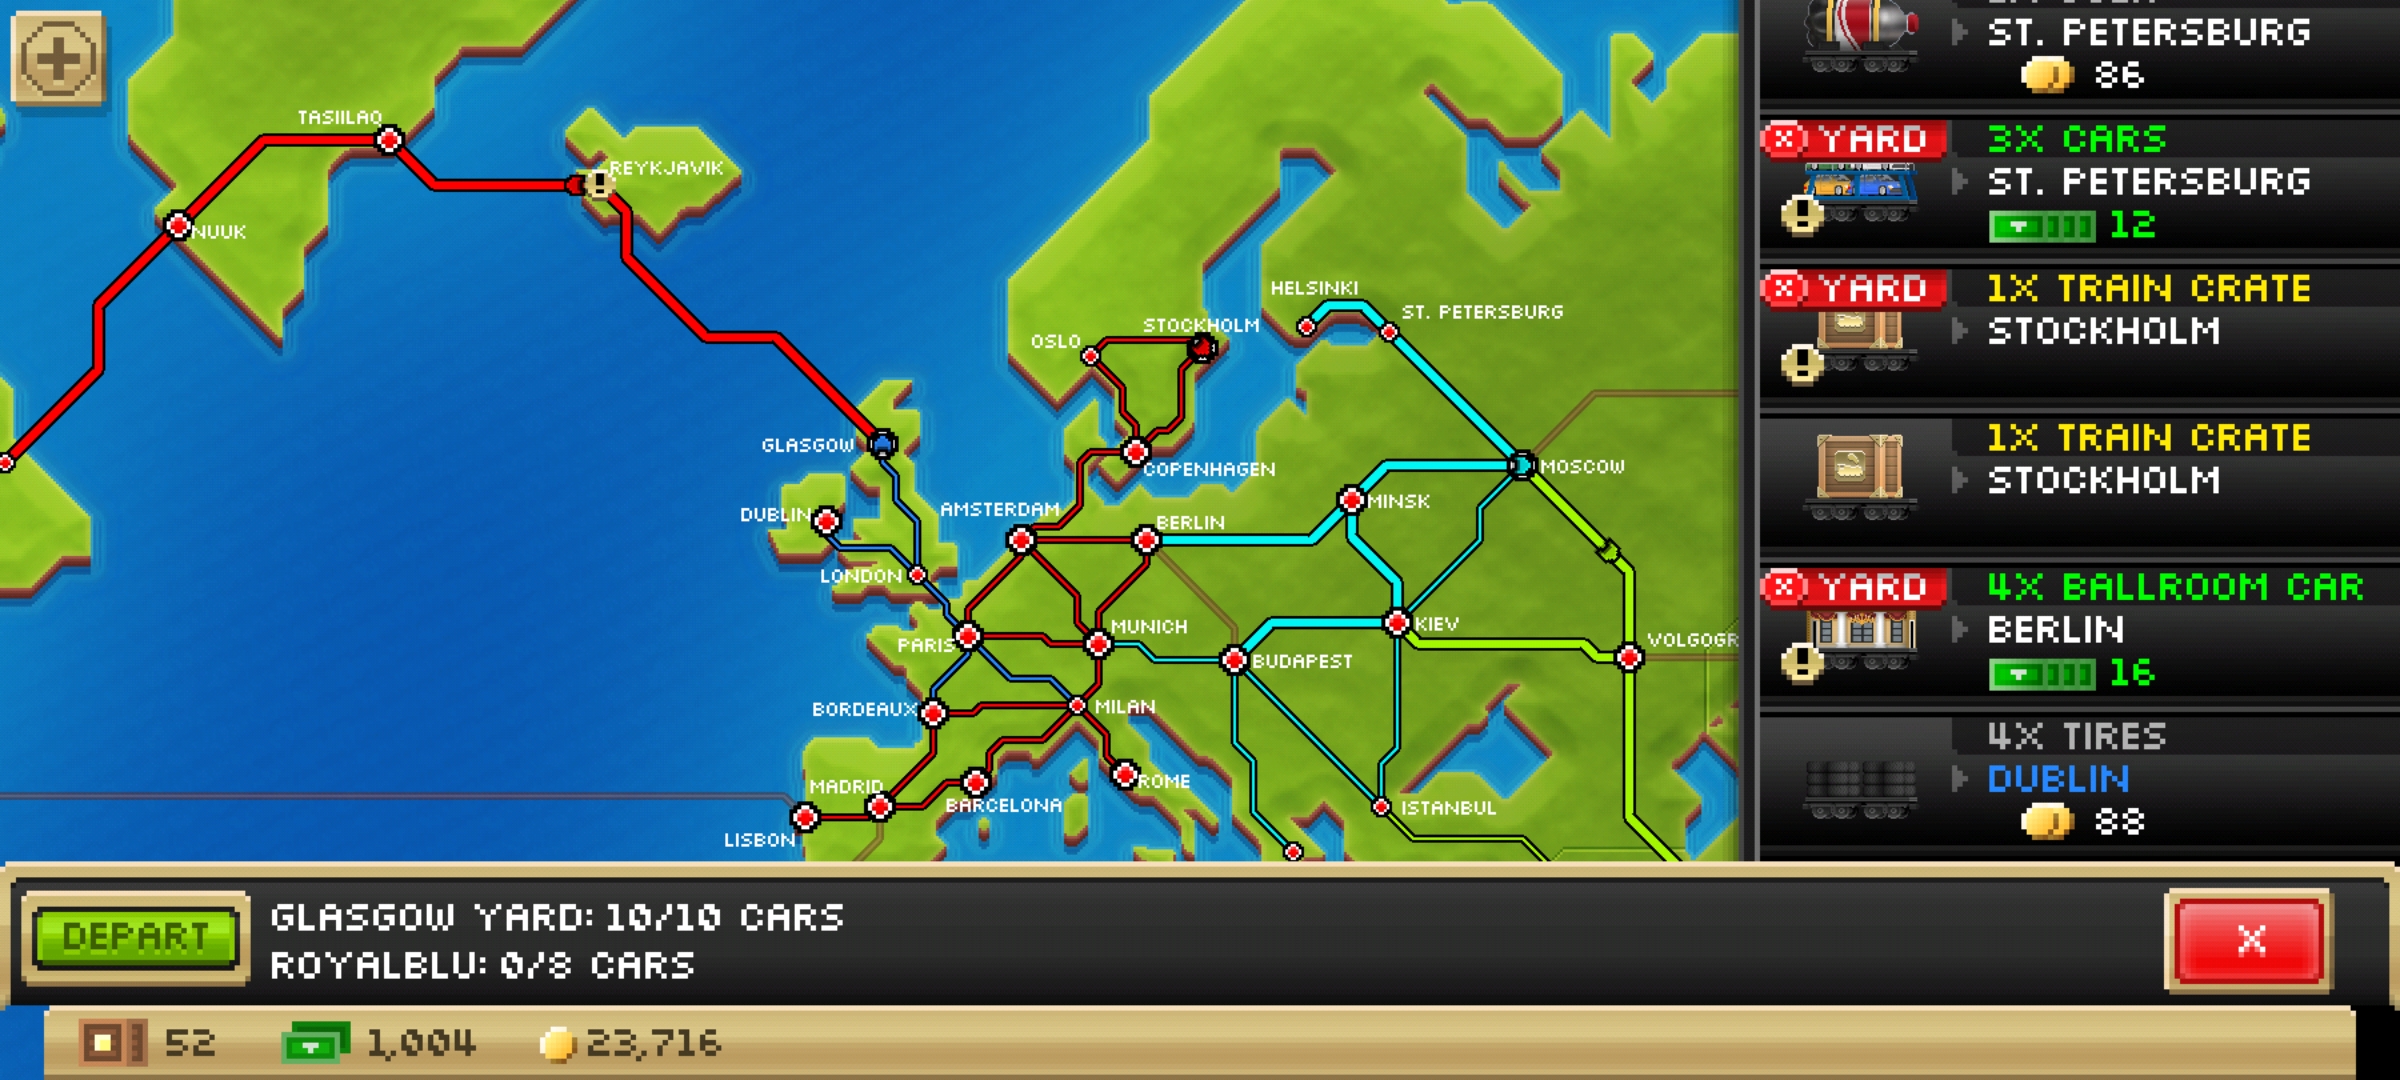 TASIILAQ
REYKJAVIK
NUUK
HELSINKI
ST. PETERSBURG
STOCKHOLM
OSLO
GLASGOW
MOSCOW
COPENHAGEN
MINSK
DUBLIN
AMSTERDAM
BERLIN
LONDON
PARIS
MUNICH
KIEV
VOLGOGR
BUDAPEST
BORDEAUX
MILAN
MADRID
ROME
BARCELONA
ISTANBUL
LISBON
ST. PETERSBURG
86
YARD
3X CARS
ST. PETERSBURG
12
YARD
1X TRAIN CRATE
STOCKHOLM
1X TRAIN CRATE
STOCKHOLM
YARD
4X BALLROOM CAR
BERLIN
16
4X TIRES
DUBLIN
88
DEPART
GLASGOW YARD: 10/10 CARS
ROYALBLU: 0/8 CARS
X
52
1,004
23,716